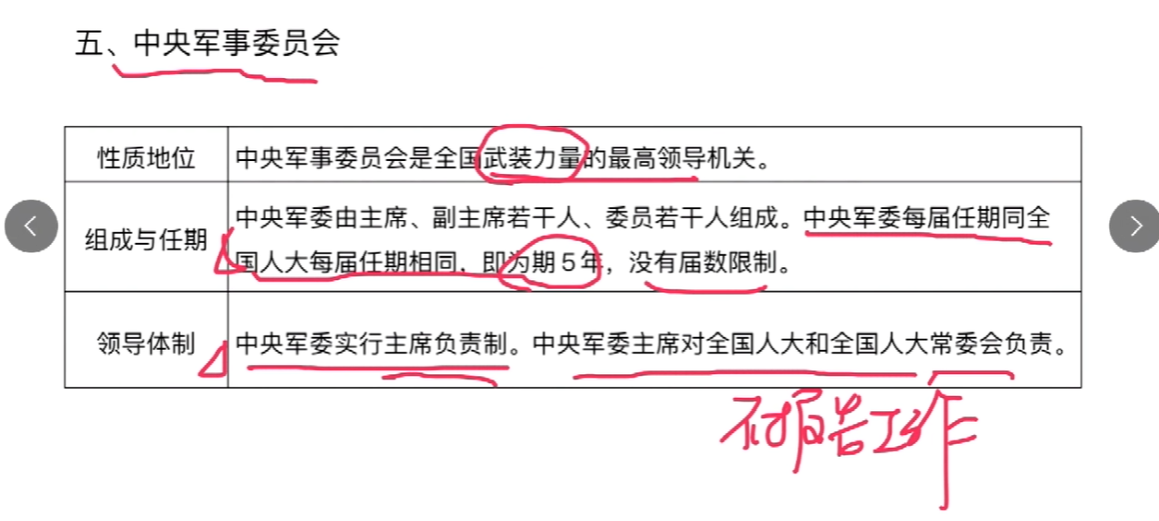 五、中央军事委员会
性质地位
中央军事委员会是全国武装力量的最高领导机关。
组成与任期
中央军委由主席、副主席若干人、委员若干人组成。中央军委每届任期同全
国人大每届任期相同，即为期5年，没有届数限制。
领导体制
中央军委实行主席负责制。中央军委主席对全国人大和全国人大常委会负责。
不报告工作